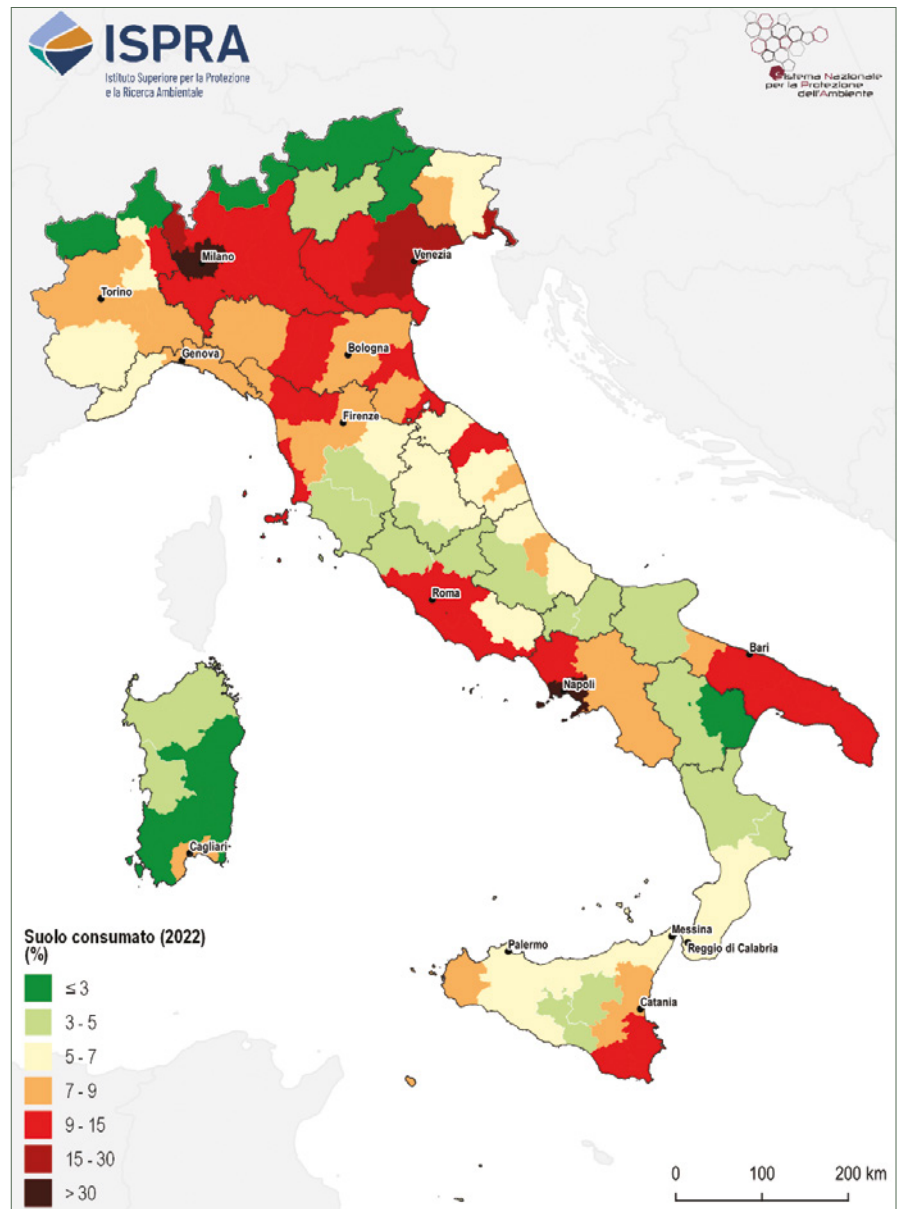 ISPRA
Istituto Superiore per la Protezione
e la Ricerca Ambientale
Sistema Nazionale
per la Protezione
dell'Ambiente
Milano
Venezia
Torino
Genova
Bologna
Firenze
Roma
Bari
Napoli
Cagliari
Messina
Palermo
Reggio di Calabria
Catania
Suolo consumato (2022)
(%)
≤ 3
3 - 5
5 - 7
7 - 9
9 - 15
15 - 30
> 30
0 100 200 km